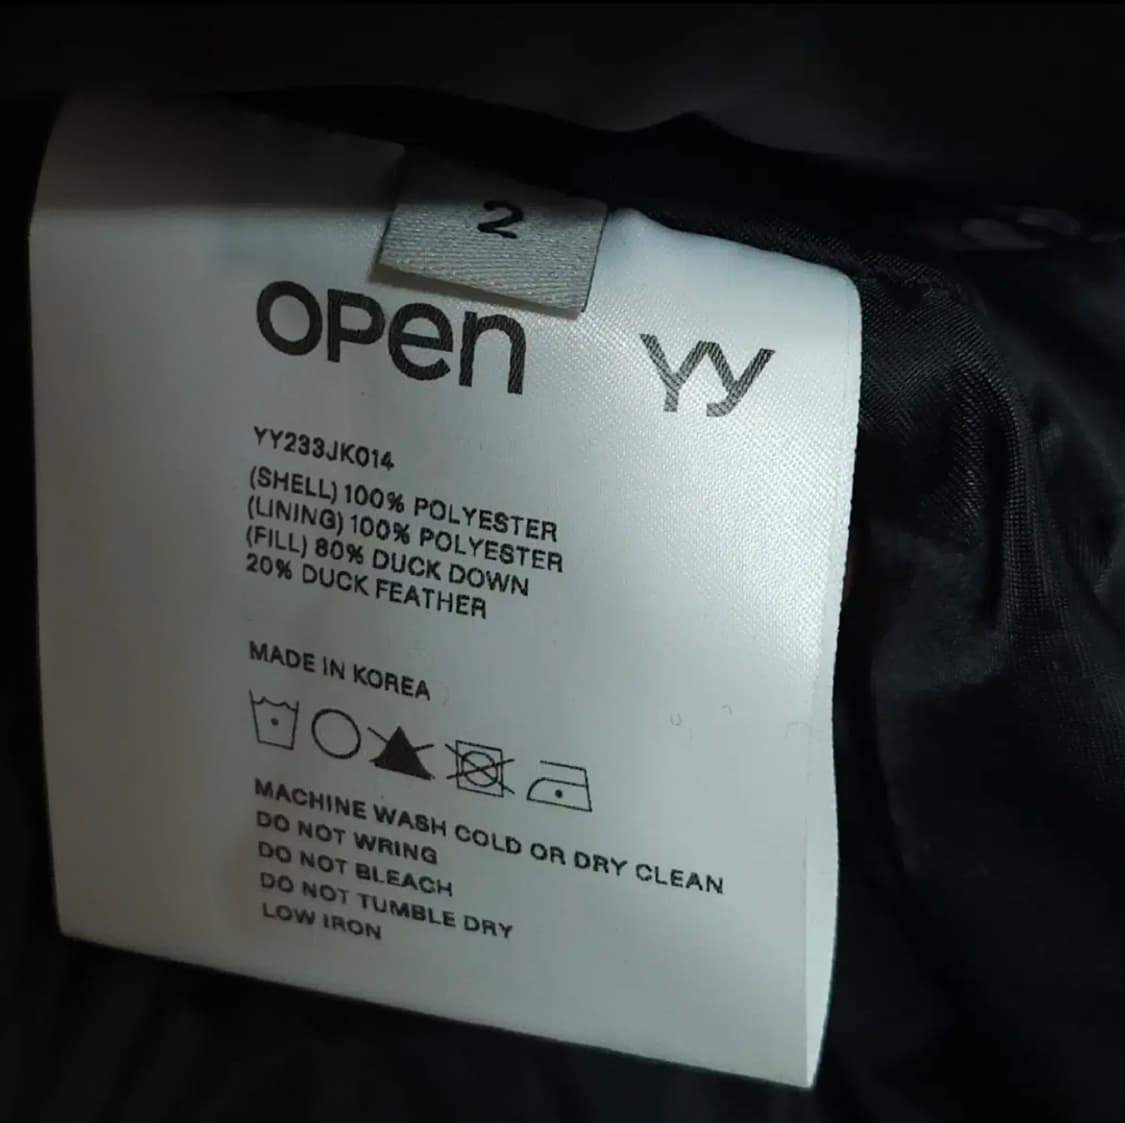 2
OPEN YY
YY233JK014
(SHELL) 100% POLYESTER
(LINING) 100% POLYESTER
(FILL) 80% DUCK DOWN
20% DUCK FEATHER
MADE IN KOREA
MACHINE WASH COLD OR DRY CLEAN
DO NOT WRING
DO NOT BLEACH
DO NOT TUMBLE DRY
LOW IRON